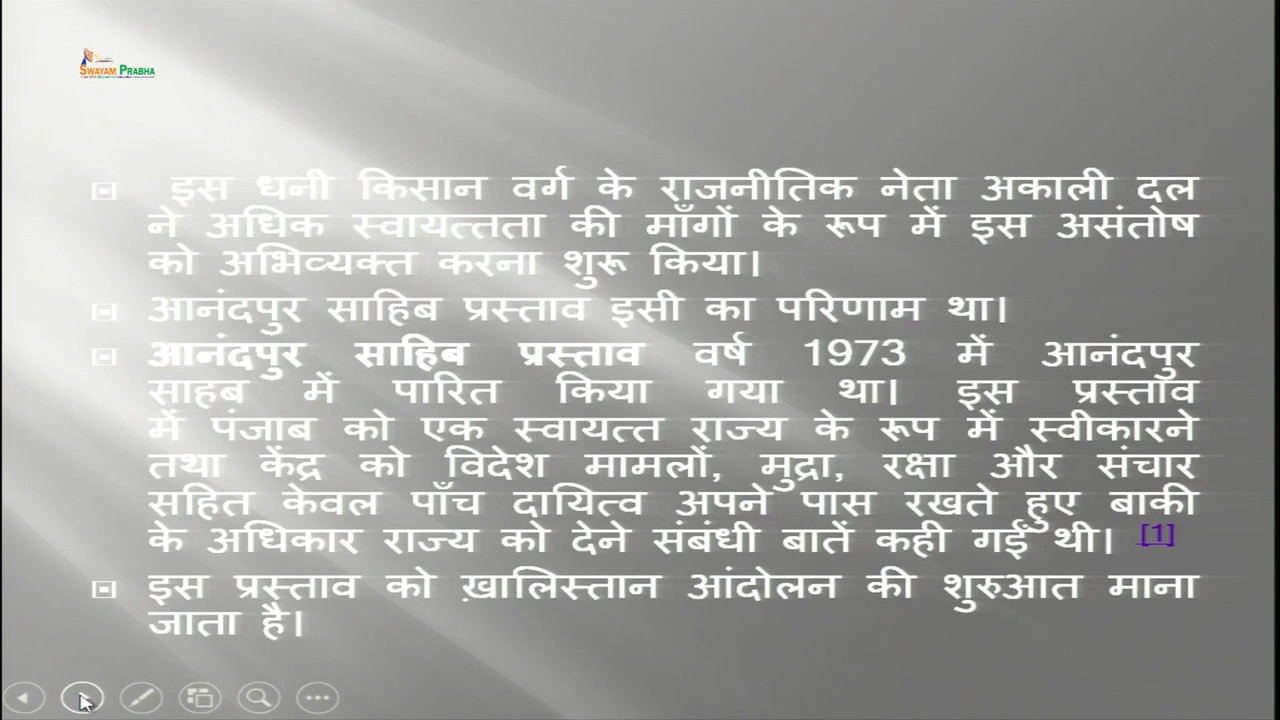 SWAYAM PRABHA
इस धनी किसान वर्ग के राजनीतिक नेता अकाली दल
ने अधिक स्वायत्तता की माँगों के रूप में इस असंतोष
को अभिव्यक्त करना शुरू किया।
आनंदपुर साहिब प्रस्ताव इसी का परिणाम था।
आनंदपुर साहिब प्रस्ताव वर्ष 1973 में आनंदपुर
साहब में पारित किया गया था। इस प्रस्ताव
में पंजाब को एक स्वायत्त राज्य के रूप में स्वीकारने
तथा केंद्र को विदेश मामलों, मुद्रा, रक्षा और संचार
सहित केवल पाँच दायित्व अपने पास रखते हुए बाकी
के अधिकार राज्य को देने संबंधी बातें कही गईं थी। [1]
इस प्रस्ताव को ख़ालिस्तान आंदोलन की शुरुआत माना
जाता है।